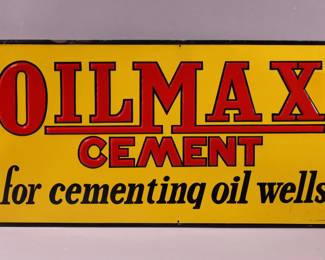 OILMAX
CEMENT
for cementing oil wells